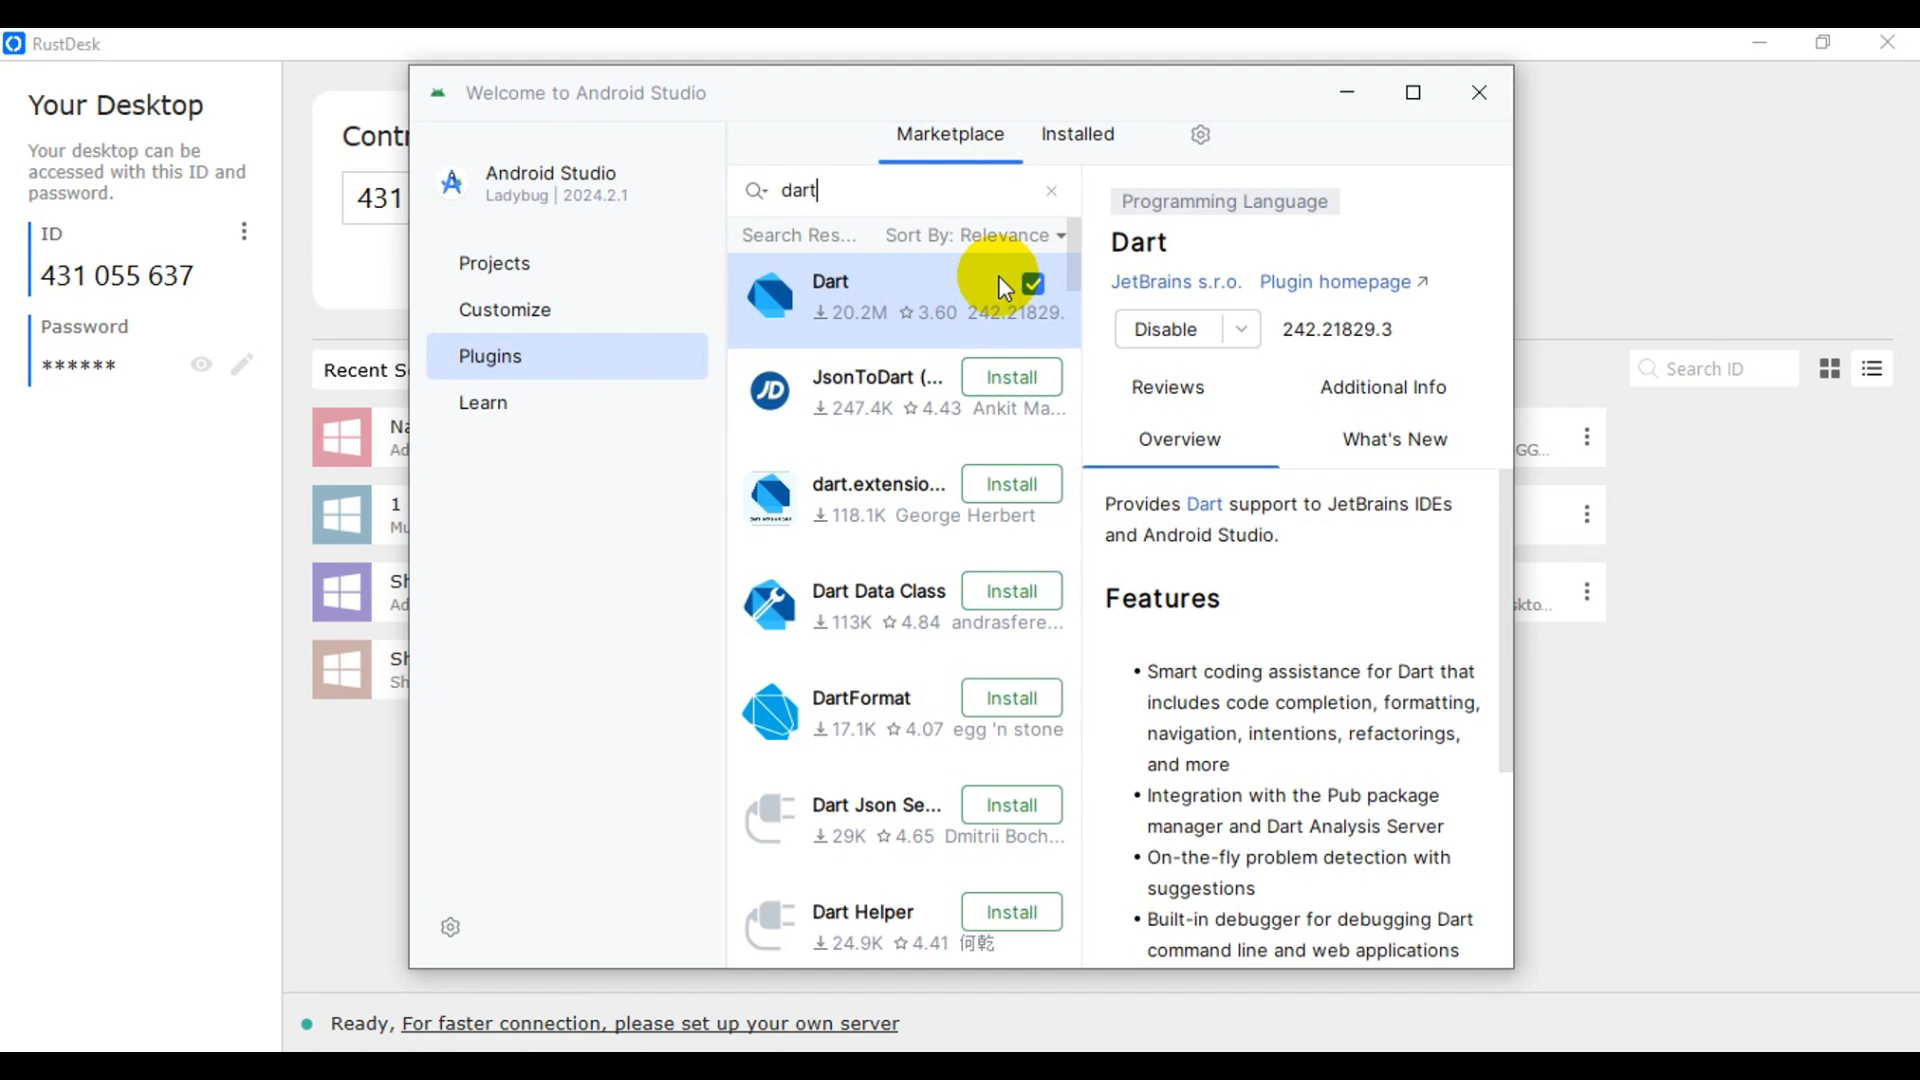 RustDesk
Your Desktop
Your desktop can be
accessed with this ID and
password.
ID
431 055 637
Password
******
Contr
431
Recent S
1
Search ID
GG...
skto...
Ready, For faster connection, please set up your own server
Welcome to Android Studio
Android Studio
Ladybug | 2024.2.1
Projects
Customize
Plugins
Learn
Marketplace Installed
dart
Search Res... Sort By: Relevance
Dart
20.2M 3.60 242.21829.
JsonToDart (... Install
247.4K 4.43 Ankit Ma...
dart.extensio... Install
118.1K George Herbert
Dart Data Class Install
113K 4.84 andrasfere...
DartFormat Install
17.1K 4.07 egg 'n stone
Dart Json Se... Install
29K 4.65 Dmitrii Boch...
Dart Helper Install
24.9K 4.41 何乾
Programming Language
Dart
JetBrains s.r.o. Plugin homepage ↗
Disable 242.21829.3
Reviews Additional Info
Overview What's New
Provides Dart support to JetBrains IDEs
and Android Studio.
Features
• Smart coding assistance for Dart that
includes code completion, formatting,
navigation, intentions, refactorings,
and more
• Integration with the Pub package
manager and Dart Analysis Server
• On-the-fly problem detection with
suggestions
• Built-in debugger for debugging Dart
command line and web applications